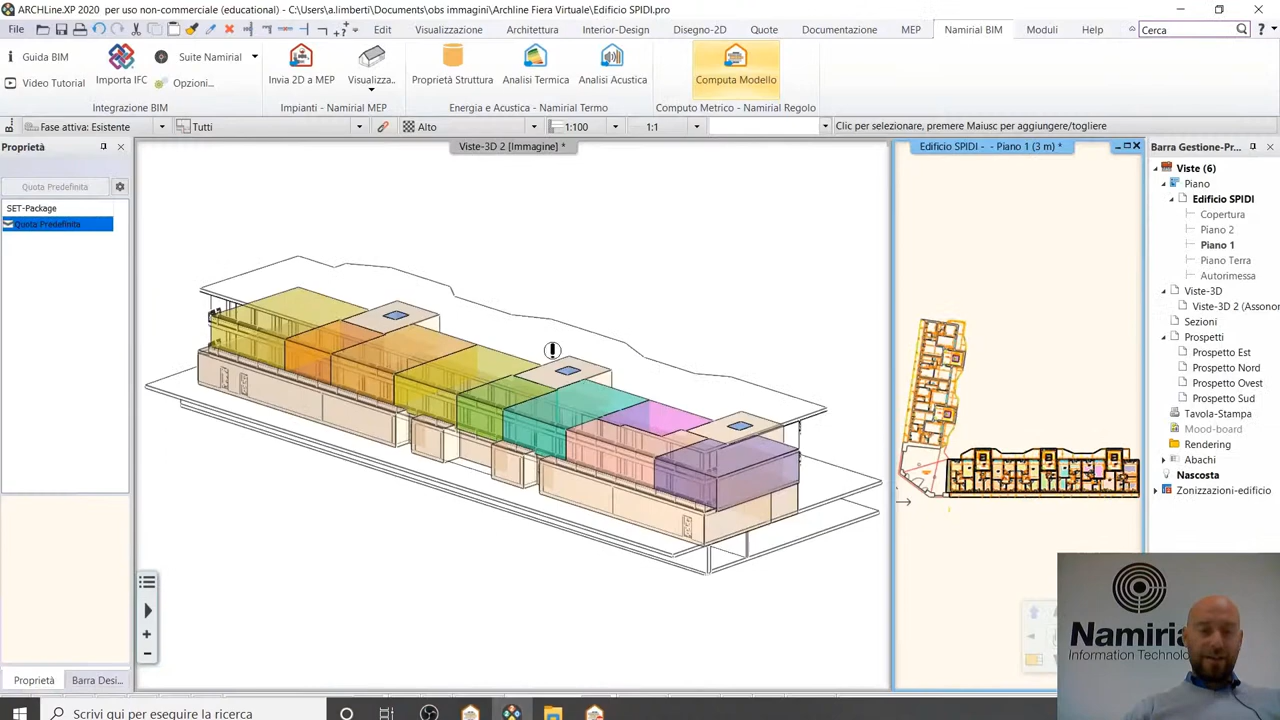 ARCHLine.XP 2020 per uso non-commerciale (educational) - C:\Users\a.limberti\Documents\obs immagini\Archline Fiera Virtuale\Edificio SPIDI.pro
File Edit Visualizzazione Architettura Interior-Design Disegno-2D Quote Documentazione MEP Namirial BIM Moduli Help Cerca
Guida BIM
Video Tutorial
Importa IFC
Suite Namirial
Opzioni...
Integrazione BIM
Invia 2D a MEP
Visualizza..
Impianti - Namirial MEP
Proprietà Struttura
Analisi Termica
Analisi Acustica
Energia e Acustica - Namirial Termo
Computa Modello
Computo Metrico - Namirial Regolo
Fase attiva: Esistente Tutti Alto 1:100 1:1 Clic per selezionare, premere Maiusc per aggiungere/togliere
Proprietà
Quota Predefinita
SET-Package
Quota Predefinita
Viste-3D 2 [Immagine] *
Edificio SPIDI - - Piano 1 (3 m) *
Barra Gestione-Pr...
Viste (6)
Piano
Edificio SPIDI
Copertura
Piano 2
Piano 1
Piano Terra
Autorimessa
Viste-3D
Viste-3D 2 (Assonor
Sezioni
Prospetti
Prospetto Est
Prospetto Nord
Prospetto Ovest
Prospetto Sud
Tavola-Stampa
Mood-board
Rendering
Abachi
Nascosta
Zonizzazioni-edificio
Namiria
Information Technolo
Proprietà Barra Desi...
Scrivi qui per eseguire la ricerca